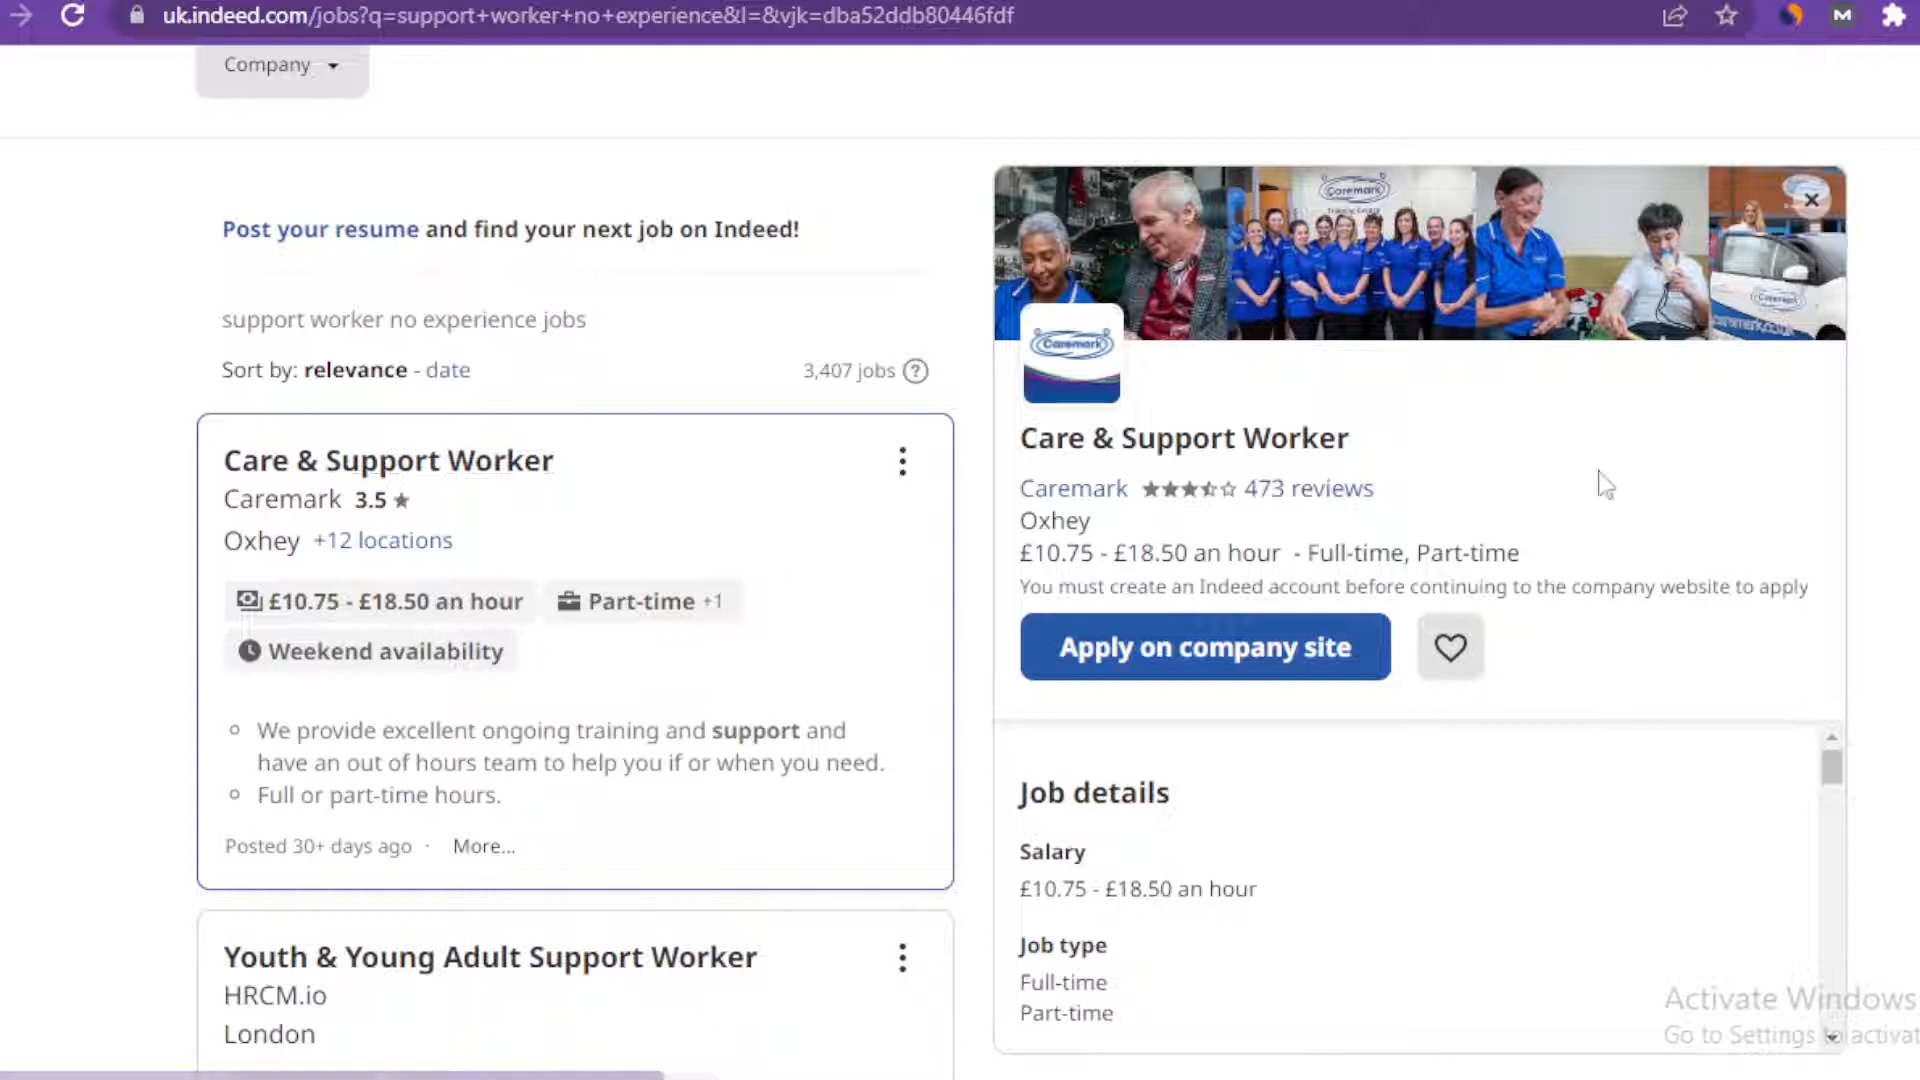 uk.indeed.com/jobs?q=support+worker+no+experience&l=&vjk=dba52ddb80446fdf
Company
Post your resume and find your next job on Indeed!
support worker no experience jobs
Sort by: relevance - date
3,407 jobs ?
Care & Support Worker
Caremark 3.5 ★
Oxhey +12 locations
£10.75 - £18.50 an hour
Part-time +1
Weekend availability
We provide excellent ongoing training and support and
have an out of hours team to help you if or when you need.
Full or part-time hours.
Posted 30+ days ago · More...
Youth & Young Adult Support Worker
HRCM.io
London
Caremark
Caremark
Care & Support Worker
Caremark 473 reviews
Oxhey
£10.75 - £18.50 an hour - Full-time, Part-time
You must create an Indeed account before continuing to the company website to apply
Apply on company site
Job details
Salary
£10.75 - £18.50 an hour
Job type
Full-time
Part-time
Activate Windows
Go to Settings to activat